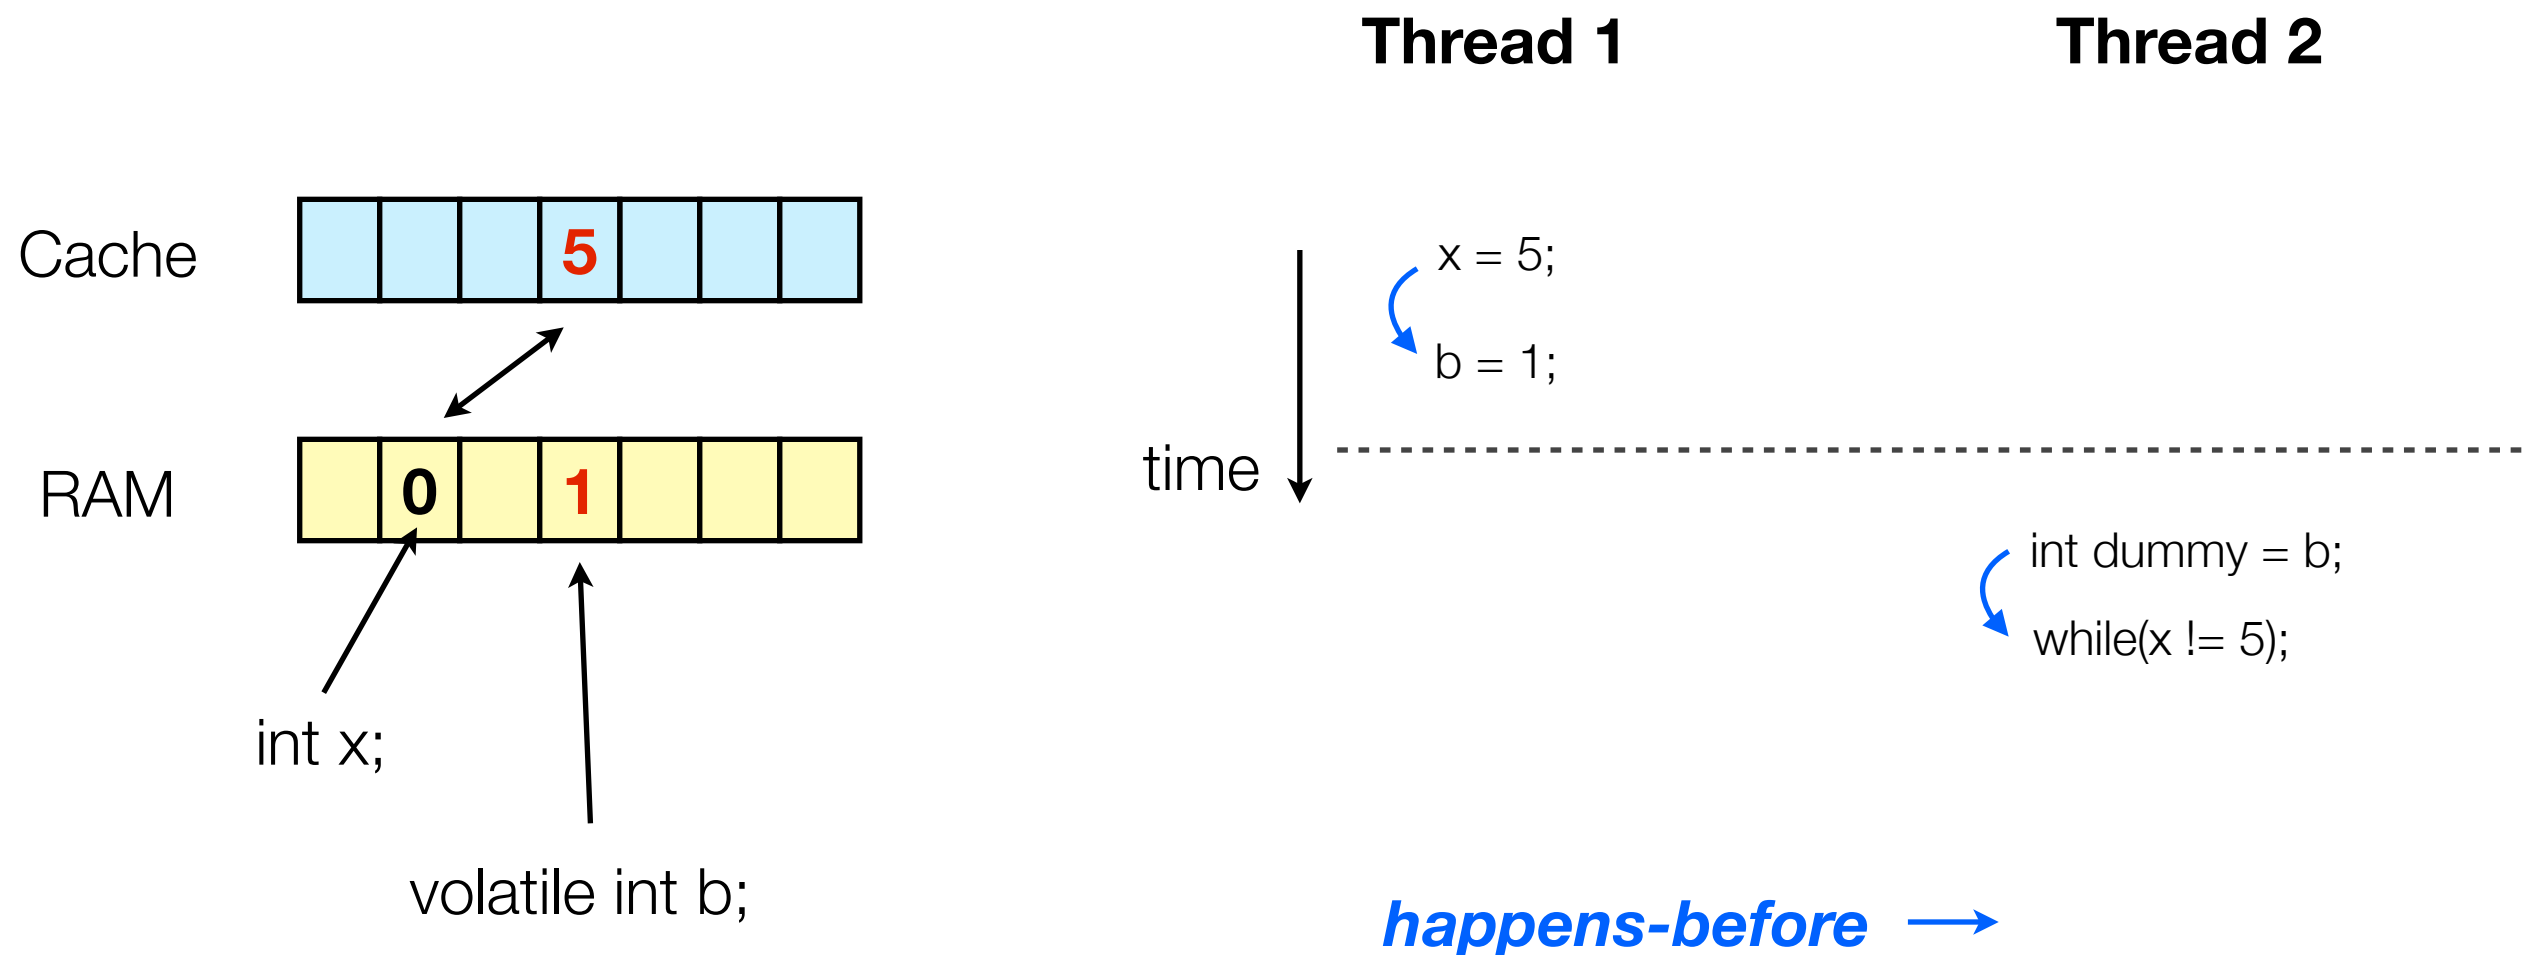 Thread 1
Thread 2
Cache
5
x = 5;
b = 1;
time
RAM
0
1
int dummy = b;
while(x != 5);
int x;
volatile int b;
happens-before